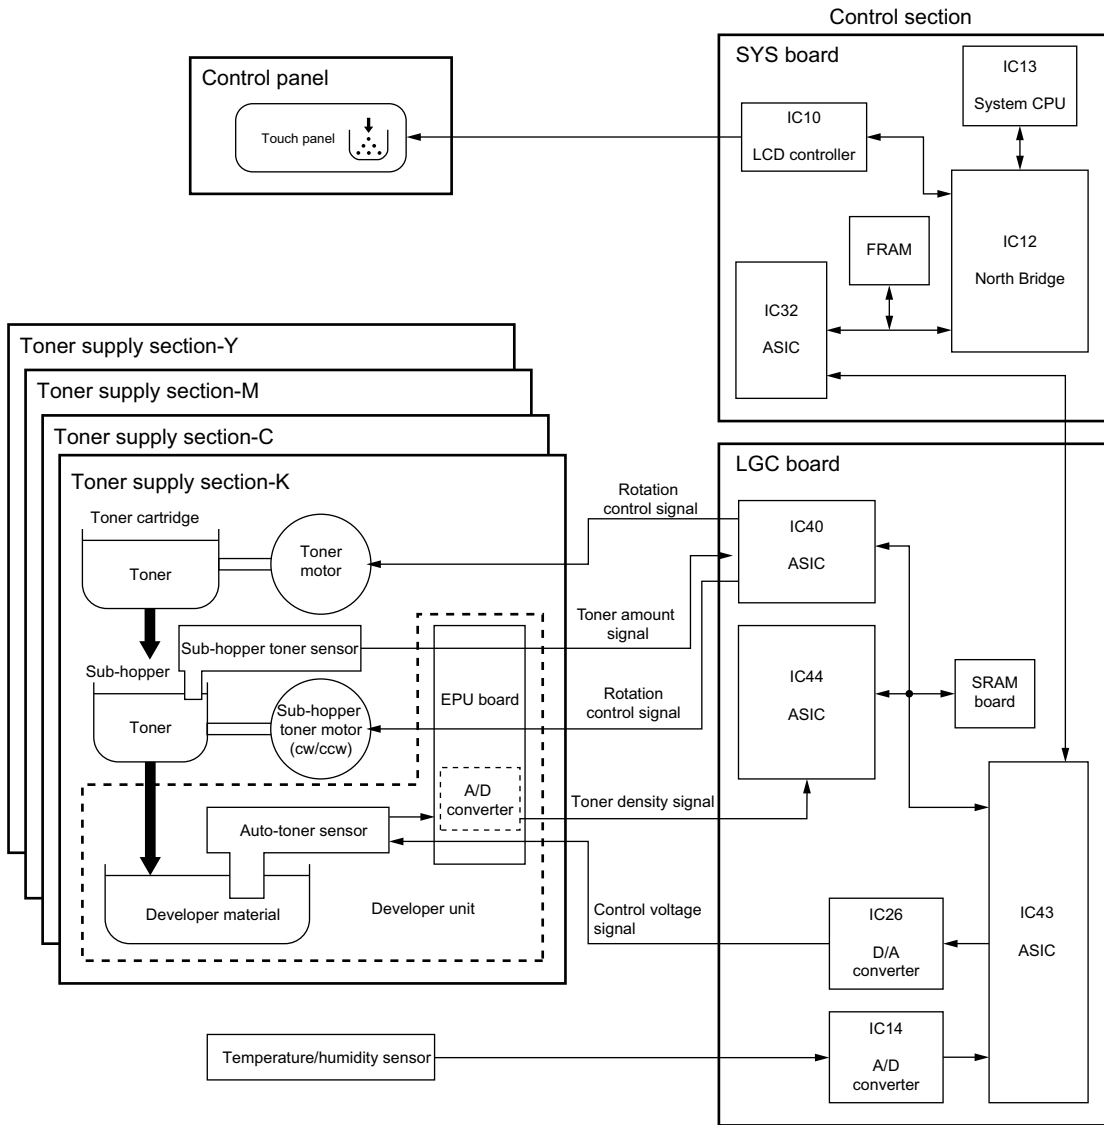 Control section
SYS board
IC13
System CPU
IC10
LCD controller
Control panel
Touch panel
FRAM
IC12
North Bridge
IC32
ASIC
Toner supply section-Y
Toner supply section-M
Toner supply section-C
Toner supply section-K
Toner cartridge
Toner
Toner
motor
Rotation
control signal
LGC board
IC40
ASIC
Sub-hopper toner sensor
Toner amount
signal
Sub-hopper
Toner
Sub-hopper
toner motor
(cw/ccw)
EPU board
Rotation
control signal
IC44
ASIC
SRAM
board
A/D
converter
Toner density signal
Auto-toner sensor
Developer material
Developer unit
Control voltage
signal
IC26
D/A
converter
IC43
ASIC
Temperature/humidity sensor
IC14
A/D
converter